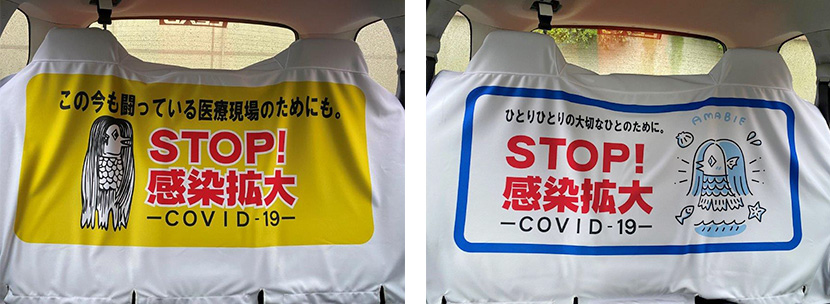 この今も闘っている医療現場のためにも。
STOP!
感染拡大
−COVID-19−
ひとりひとりの大切なひとのために。
STOP!
感染拡大
−COVID-19−
AMABIE